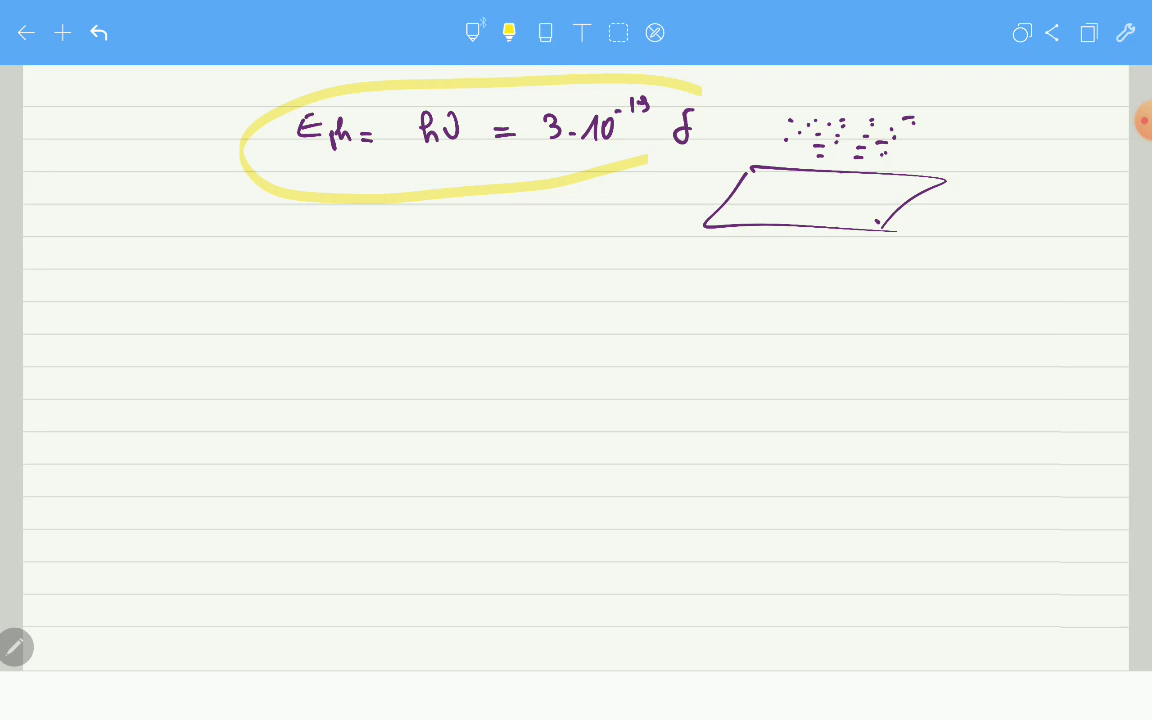 Eph = hν = 3·10⁻¹⁹ J